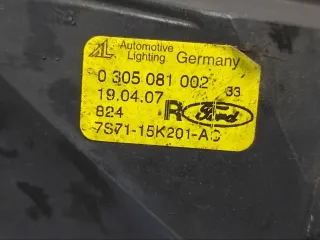 AL Automotive Lighting Germany
0 305 081 002 33
19.04.07
824 R Ford
7S71-15K201-AC